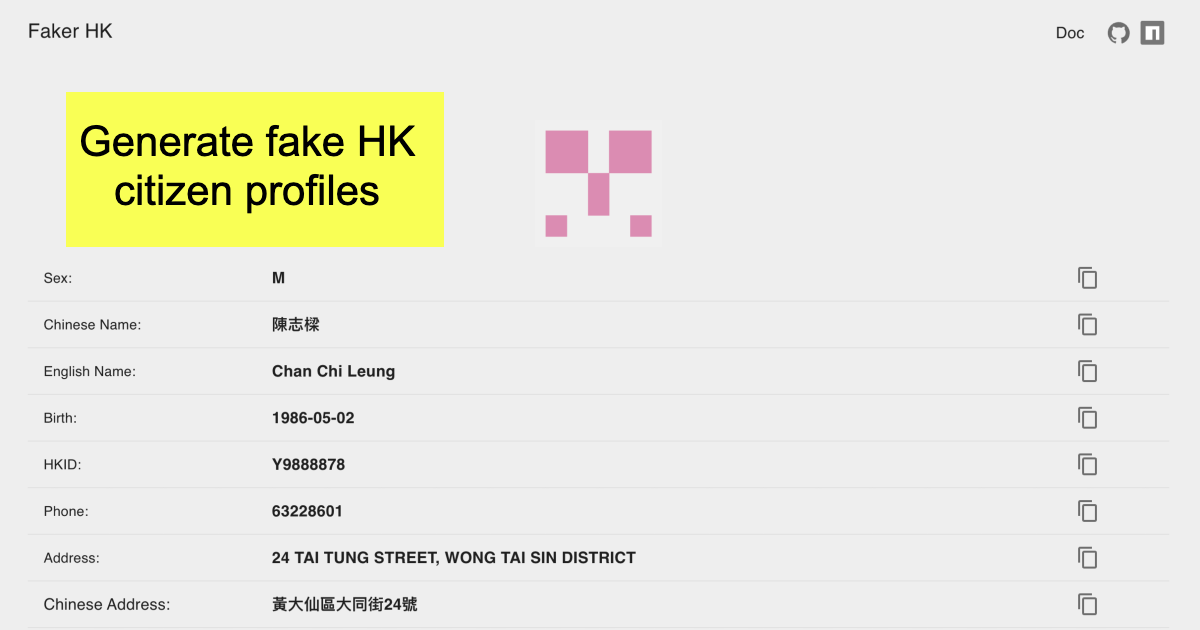 Faker HK
Doc
Generate fake HK
citizen profiles
Sex: M
Chinese Name: 陳志樑
English Name: Chan Chi Leung
Birth: 1986-05-02
HKID: Y9888878
Phone: 63228601
Address: 24 TAI TUNG STREET, WONG TAI SIN DISTRICT
Chinese Address: 黃大仙區大同街24號